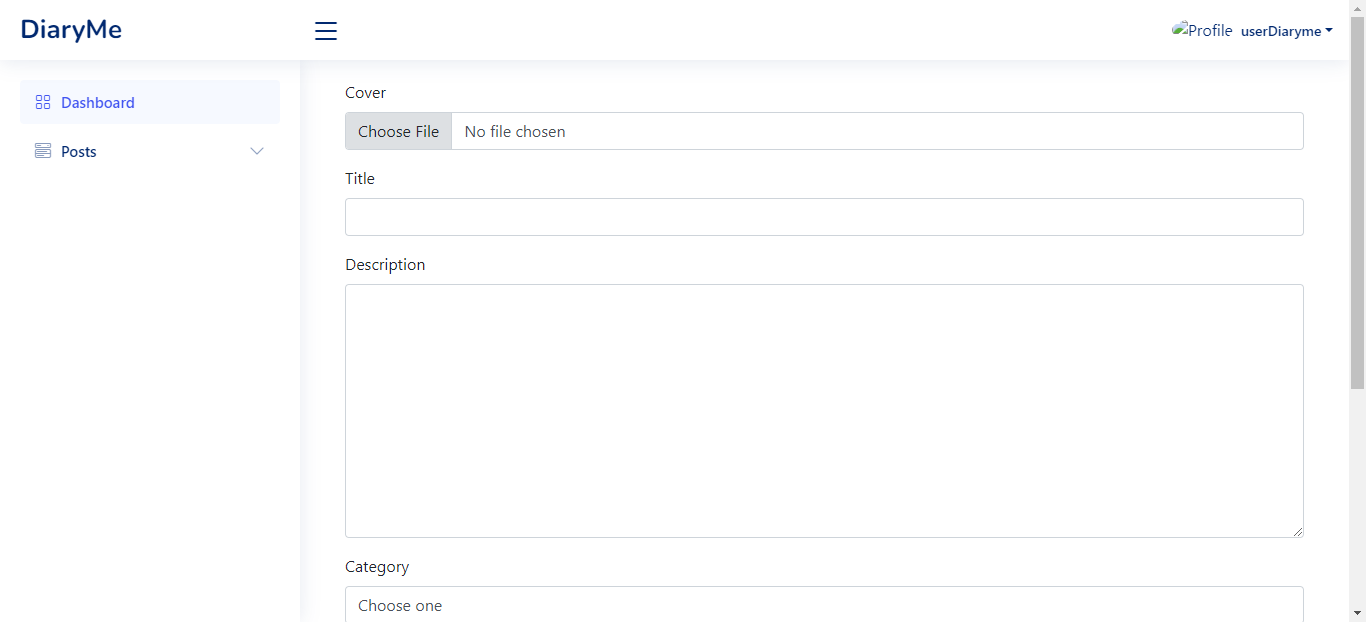 DiaryMe
Profile userDiaryme
Dashboard
Posts
Cover
Choose File No file chosen
Title
Description
Category
Choose one